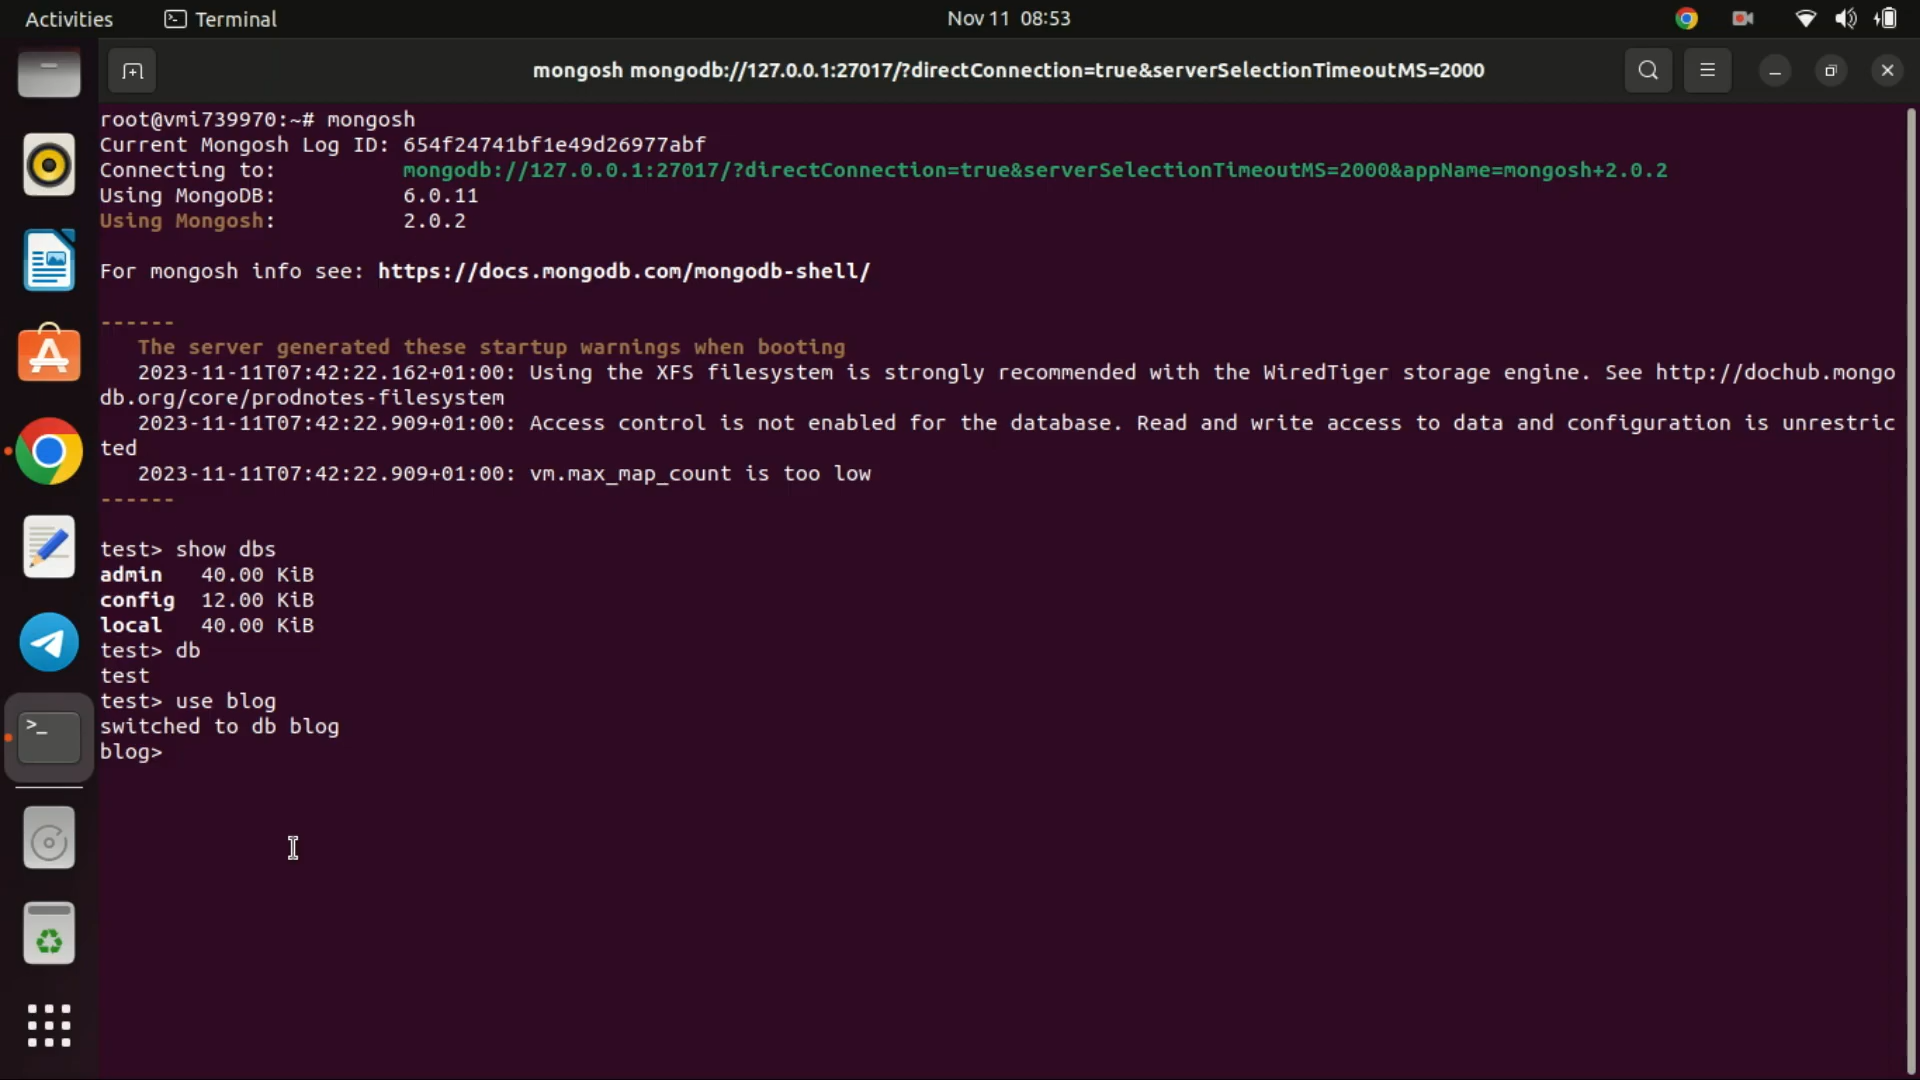 Activities Terminal Nov 11 08:53
mongosh mongodb://127.0.0.1:27017/?directConnection=true&serverSelectionTimeoutMS=2000
root@vmi739970:~# mongosh
Current Mongosh Log ID: 654f24741bf1e49d26977abf
Connecting to: mongodb://127.0.0.1:27017/?directConnection=true&serverSelectionTimeoutMS=2000&appName=mongosh+2.0.2
Using MongoDB: 6.0.11
Using Mongosh: 2.0.2
For mongosh info see: https://docs.mongodb.com/mongodb-shell/
------
The server generated these startup warnings when booting
2023-11-11T07:42:22.162+01:00: Using the XFS filesystem is strongly recommended with the WiredTiger storage engine. See http://dochub.mongo
db.org/core/prodnotes-filesystem
2023-11-11T07:42:22.909+01:00: Access control is not enabled for the database. Read and write access to data and configuration is unrestric
ted
2023-11-11T07:42:22.909+01:00: vm.max_map_count is too low
------
test> show dbs
admin 40.00 KiB
config 12.00 KiB
local 40.00 KiB
test> db
test
test> use blog
switched to db blog
blog>